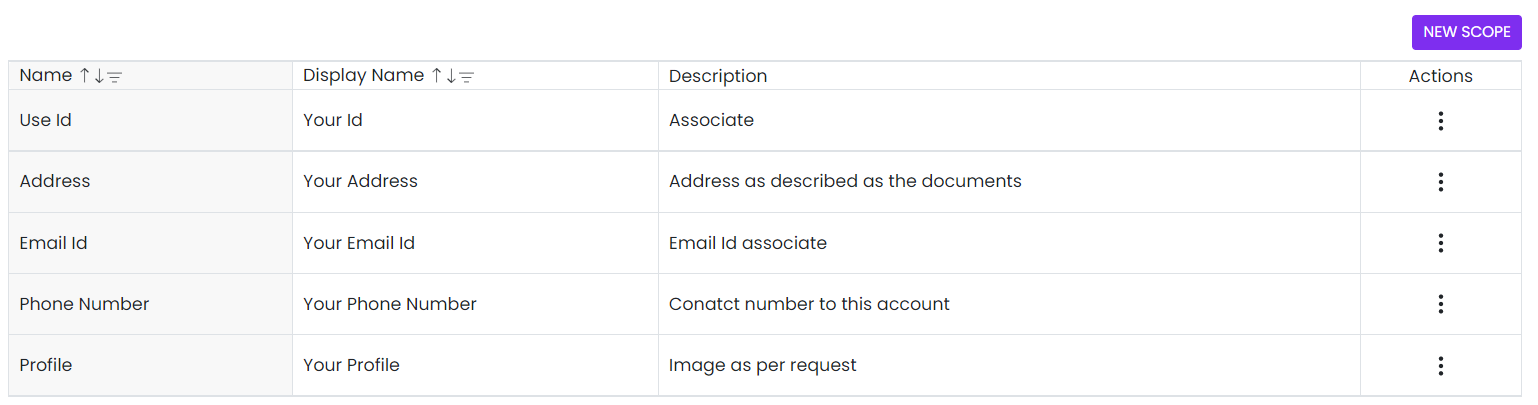 NEW SCOPE
Name Display Name Description Actions
Use Id Your Id Associate
Address Your Address Address as described as the documents
Email Id Your Email Id Email Id associate
Phone Number Your Phone Number Conatct number to this account
Profile Your Profile Image as per request